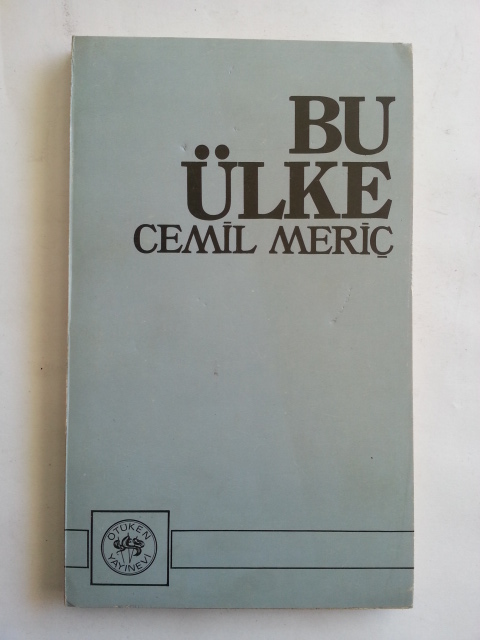 BU
ÜLKE
CEMİL MERİÇ
ÖTÜKEN
YAYINEVİ